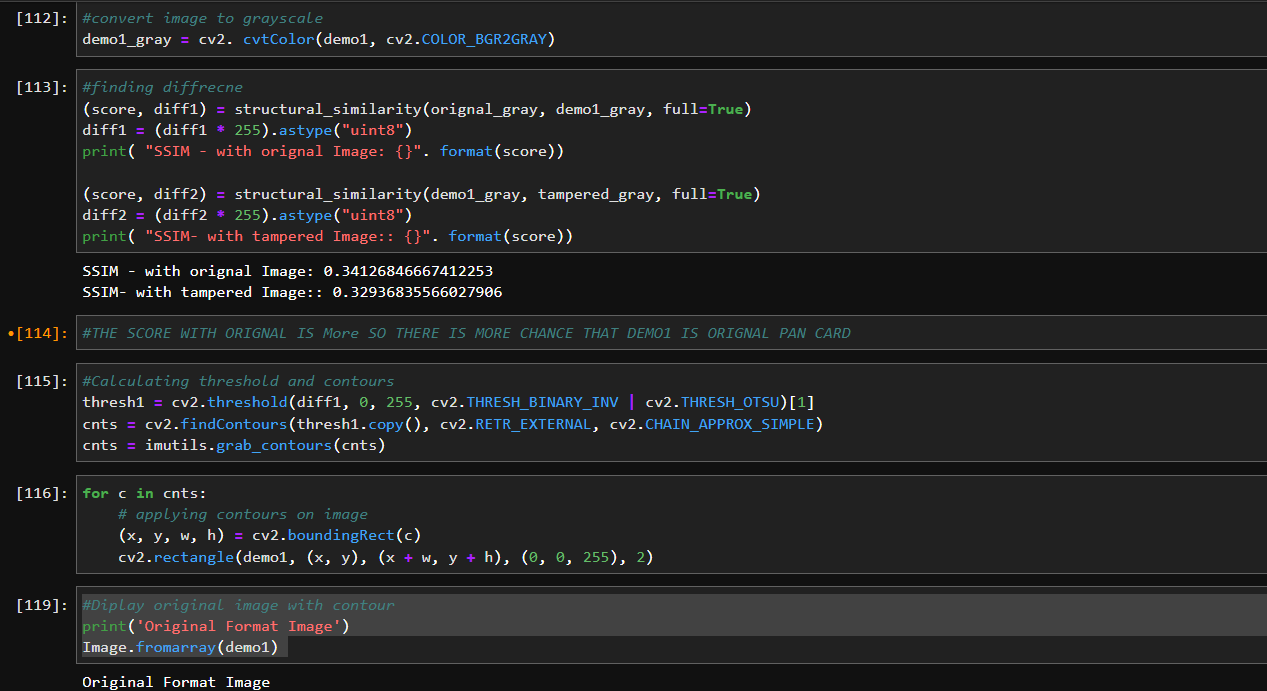 [112]: #convert image to grayscale
demo1_gray = cv2. cvtColor(demo1, cv2.COLOR_BGR2GRAY)
[113]: #finding diffrecne
(score, diff1) = structural_similarity(orignal_gray, demo1_gray, full=True)
diff1 = (diff1 * 255).astype("uint8")
print( "SSIM - with orignal Image: {}". format(score))
(score, diff2) = structural_similarity(demo1_gray, tampered_gray, full=True)
diff2 = (diff2 * 255).astype("uint8")
print( "SSIM- with tampered Image:: {}". format(score))
SSIM - with orignal Image: 0.34126846667412253
SSIM- with tampered Image:: 0.32936835566027906
•[114]: #THE SCORE WITH ORIGNAL IS More SO THERE IS MORE CHANCE THAT DEMO1 IS ORIGNAL PAN CARD
[115]: #Calculating threshold and contours
thresh1 = cv2.threshold(diff1, 0, 255, cv2.THRESH_BINARY_INV | cv2.THRESH_OTSU)[1]
cnts = cv2.findContours(thresh1.copy(), cv2.RETR_EXTERNAL, cv2.CHAIN_APPROX_SIMPLE)
cnts = imutils.grab_contours(cnts)
[116]: for c in cnts:
# applying contours on image
(x, y, w, h) = cv2.boundingRect(c)
cv2.rectangle(demo1, (x, y), (x + w, y + h), (0, 0, 255), 2)
[119]: #Diplay original image with contour
print('Original Format Image')
Image.fromarray(demo1)
Original Format Image